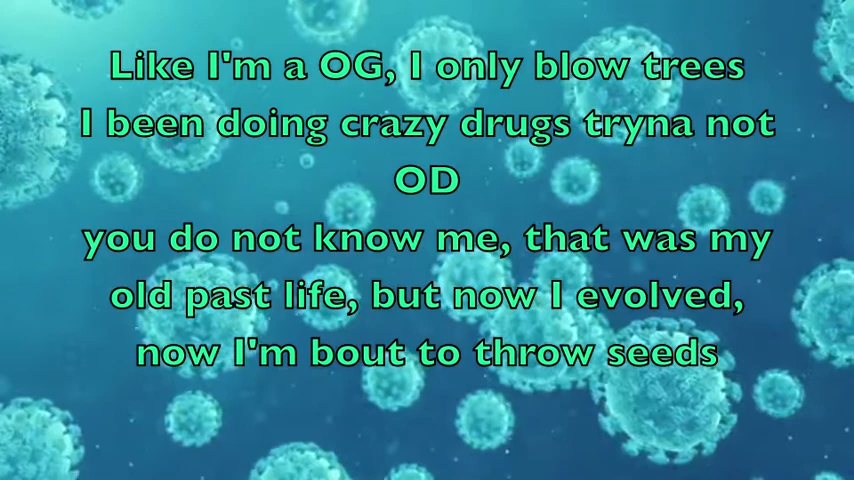 Like I'm a OG, I only blow trees
I been doing crazy drugs tryna not
OD
you do not know me, that was my
old past life, but now I evolved,
now I'm bout to throw seeds